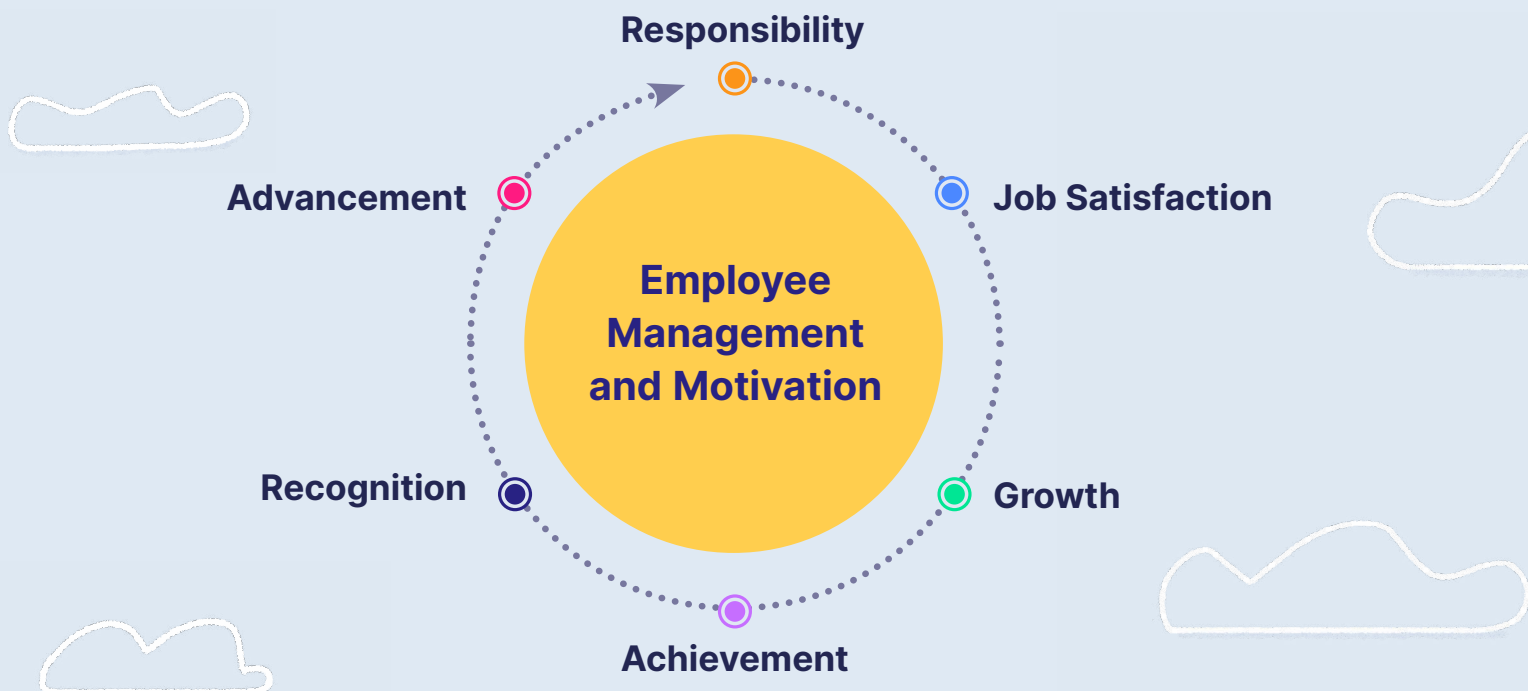 Responsibility
Advancement
Job Satisfaction
Employee
Management
and Motivation
Recognition
Growth
Achievement